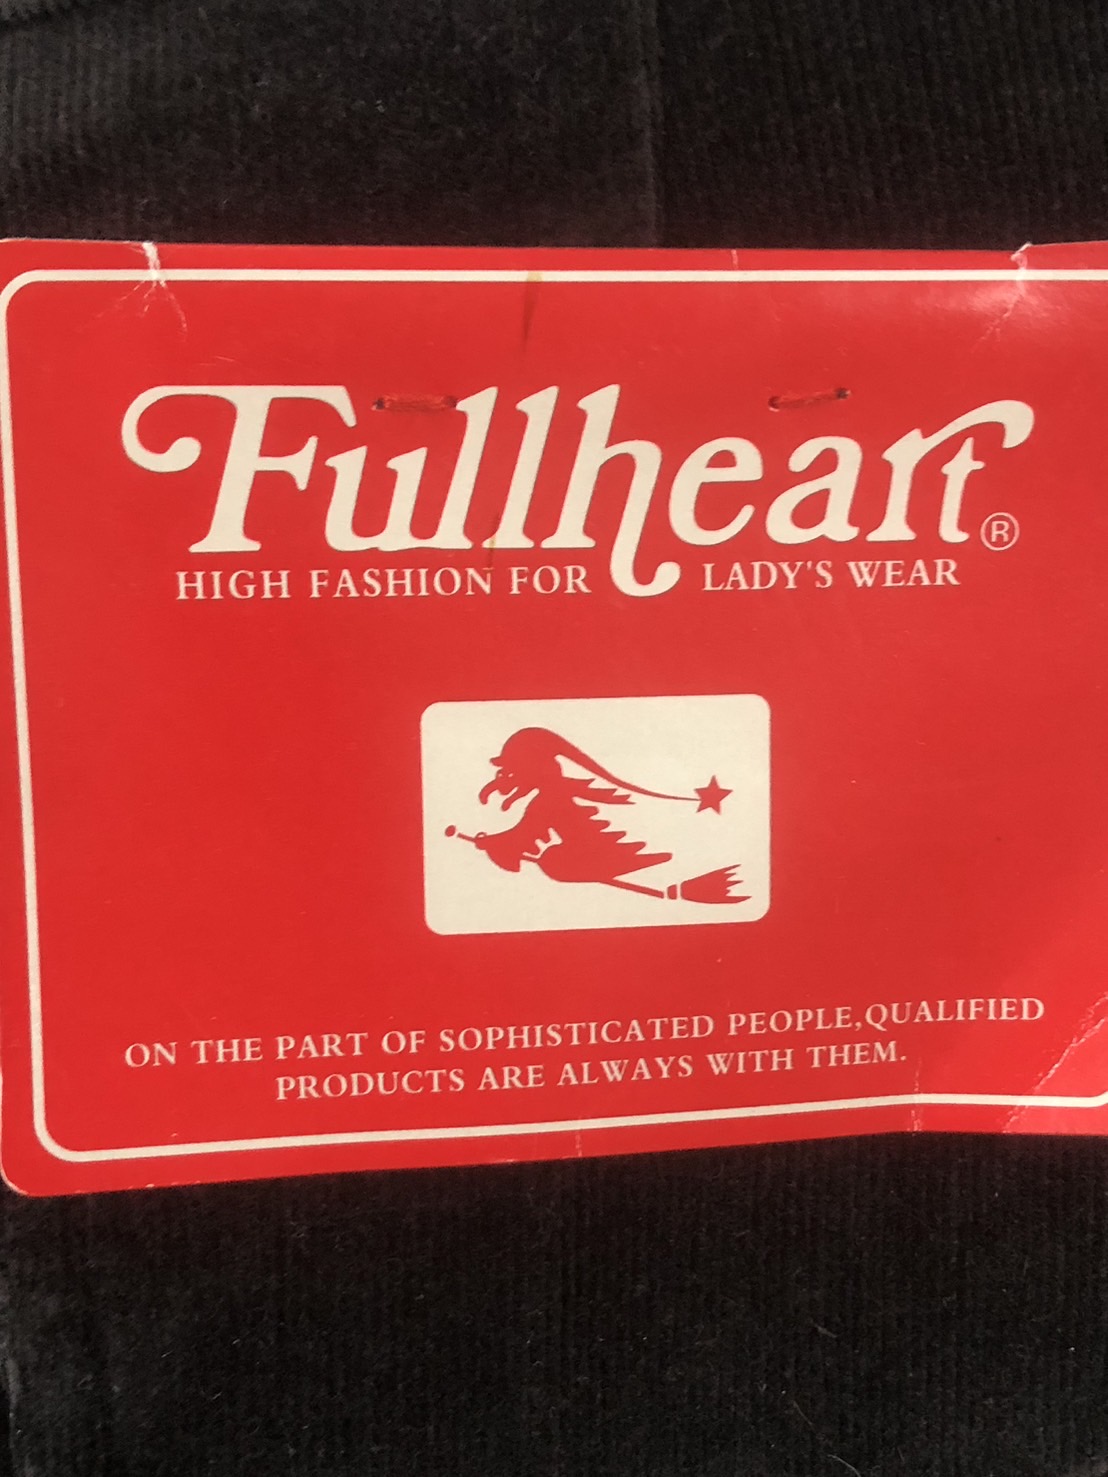 Fullheart®
HIGH FASHION FOR LADY'S WEAR
ON THE PART OF SOPHISTICATED PEOPLE,QUALIFIED
PRODUCTS ARE ALWAYS WITH THEM.